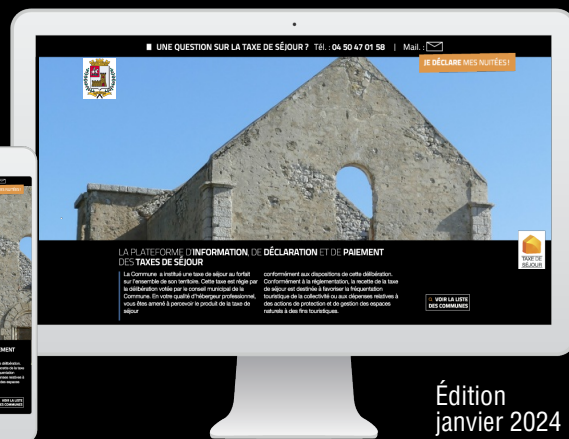 UNE QUESTION SUR LA TAXE DE SÉJOUR ? Tél. : 04 50 47 01 58 | Mail. :
JE DÉCLARE MES NUITÉES !
LA PLATEFORME D'INFORMATION, DE DÉCLARATION ET DE PAIEMENT
DES TAXES DE SÉJOUR
La Commune a institué une taxe de séjour au forfait
sur l'ensemble de son territoire. Cette taxe est régie par
la délibération votée par le conseil municipal de la
Commune. En votre qualité d'hébergeur professionnel,
vous êtes amené à percevoir le produit de la taxe de
séjour
conformément aux dispositions de cette délibération.
Conformément à la réglementation, la recette de la taxe
de séjour est destinée à favoriser la fréquentation
touristique de la collectivité ou aux dépenses relatives à
des actions de protection et de gestion des espaces
naturels à des fins touristiques.
TAXE DE
SÉJOUR
VOIR LA LISTE
DES COMMUNES
EMENT
VOIR LA LISTE
DES COMMUNES
Édition
janvier 2024